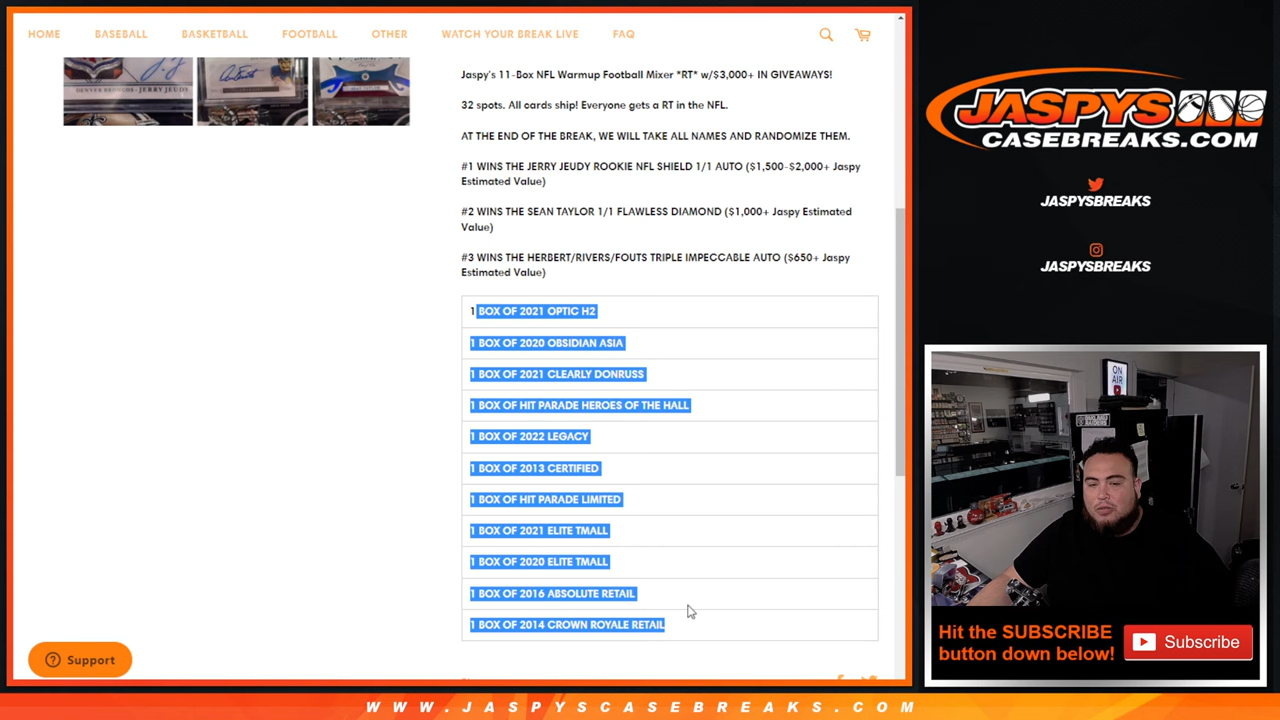 HOME BASEBALL BASKETBALL FOOTBALL OTHER WATCH YOUR BREAK LIVE FAQ
DENVER BRONCOS - JERRY JEUDY
Jaspy's 11-Box NFL Warmup Football Mixer *RT* w/$3,000+ IN GIVEAWAYS!
32 spots. All cards ship! Everyone gets a RT in the NFL.
AT THE END OF THE BREAK, WE WILL TAKE ALL NAMES AND RANDOMIZE THEM.
#1 WINS THE JERRY JEUDY ROOKIE NFL SHIELD 1/1 AUTO ($1,500-$2,000+ Jaspy
Estimated Value)
#2 WINS THE SEAN TAYLOR 1/1 FLAWLESS DIAMOND ($1,000+ Jaspy Estimated
Value)
#3 WINS THE HERBERT/RIVERS/FOUTS TRIPLE IMPECCABLE AUTO ($650+ Jaspy
Estimated Value)
1 BOX OF 2021 OPTIC H2
1 BOX OF 2020 OBSIDIAN ASIA
1 BOX OF 2021 CLEARLY DONRUSS
1 BOX OF HIT PARADE HEROES OF THE HALL
1 BOX OF 2022 LEGACY
1 BOX OF 2013 CERTIFIED
1 BOX OF HIT PARADE LIMITED
1 BOX OF 2021 ELITE TMALL
1 BOX OF 2020 ELITE TMALL
1 BOX OF 2016 ABSOLUTE RETAIL
1 BOX OF 2014 CROWN ROYALE RETAIL
Support
JASPYS
CASEBREAKS.COM
JASPYSBREAKS
JASPYSBREAKS
ON
AIR
Hit the SUBSCRIBE
button down below!
Subscribe
WWW.JASPYSCASEBREAKS.COM